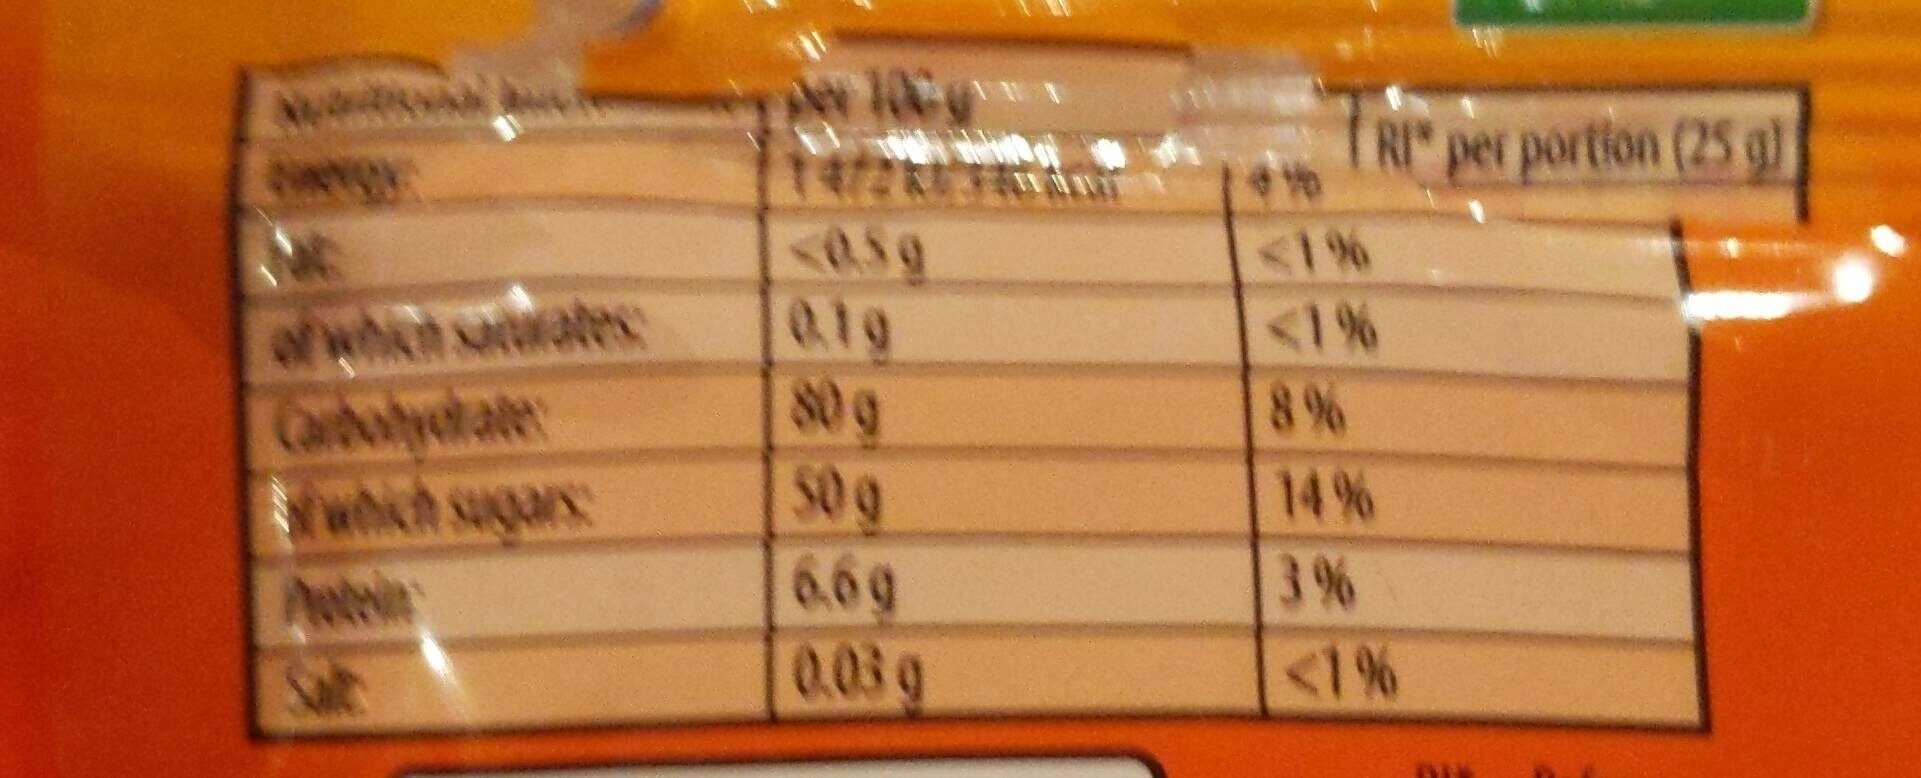 per 100 g RI* per portion (25 g)
Energy: 4 %
Fat: <0.5 g <1 %
of which saturates: 0.1 g <1 %
Carbohydrate: 80 g 8 %
of which sugars: 50 g 14 %
Protein: 6.6 g 3 %
Salt: 0.03 g <1 %